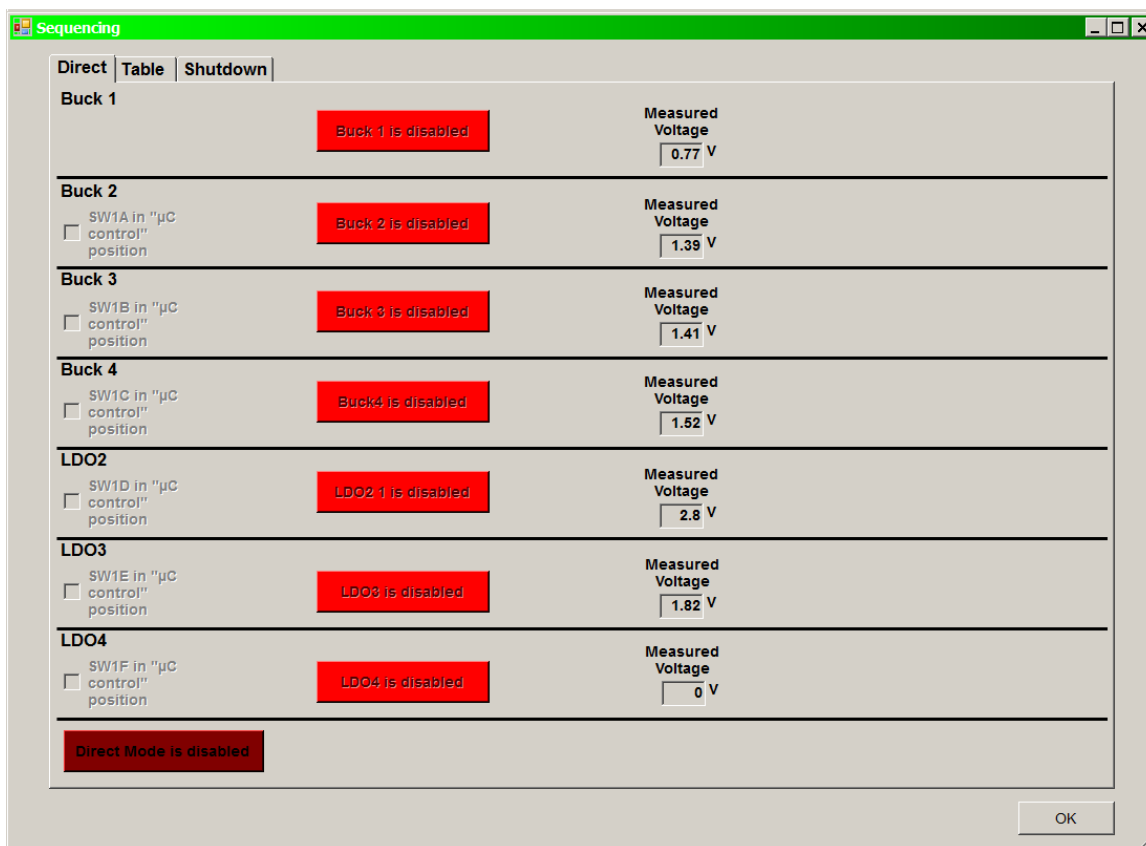 Sequencing
Direct Table Shutdown
Buck 1
Buck 1 is disabled
Measured
Voltage
0.77 V
Buck 2
SW1A in "µC
control"
position
Buck 2 is disabled
Measured
Voltage
1.39 V
Buck 3
SW1B in "µC
control"
position
Buck 3 is disabled
Measured
Voltage
1.41 V
Buck 4
SW1C in "µC
control"
position
Buck4 is disabled
Measured
Voltage
1.52 V
LDO2
SW1D in "µC
control"
position
LDO2 1 is disabled
Measured
Voltage
2.8 V
LDO3
SW1E in "µC
control"
position
LDO3 is disabled
Measured
Voltage
1.82 V
LDO4
SW1F in "µC
control"
position
LDO4 is disabled
Measured
Voltage
0 V
Direct Mode is disabled
OK